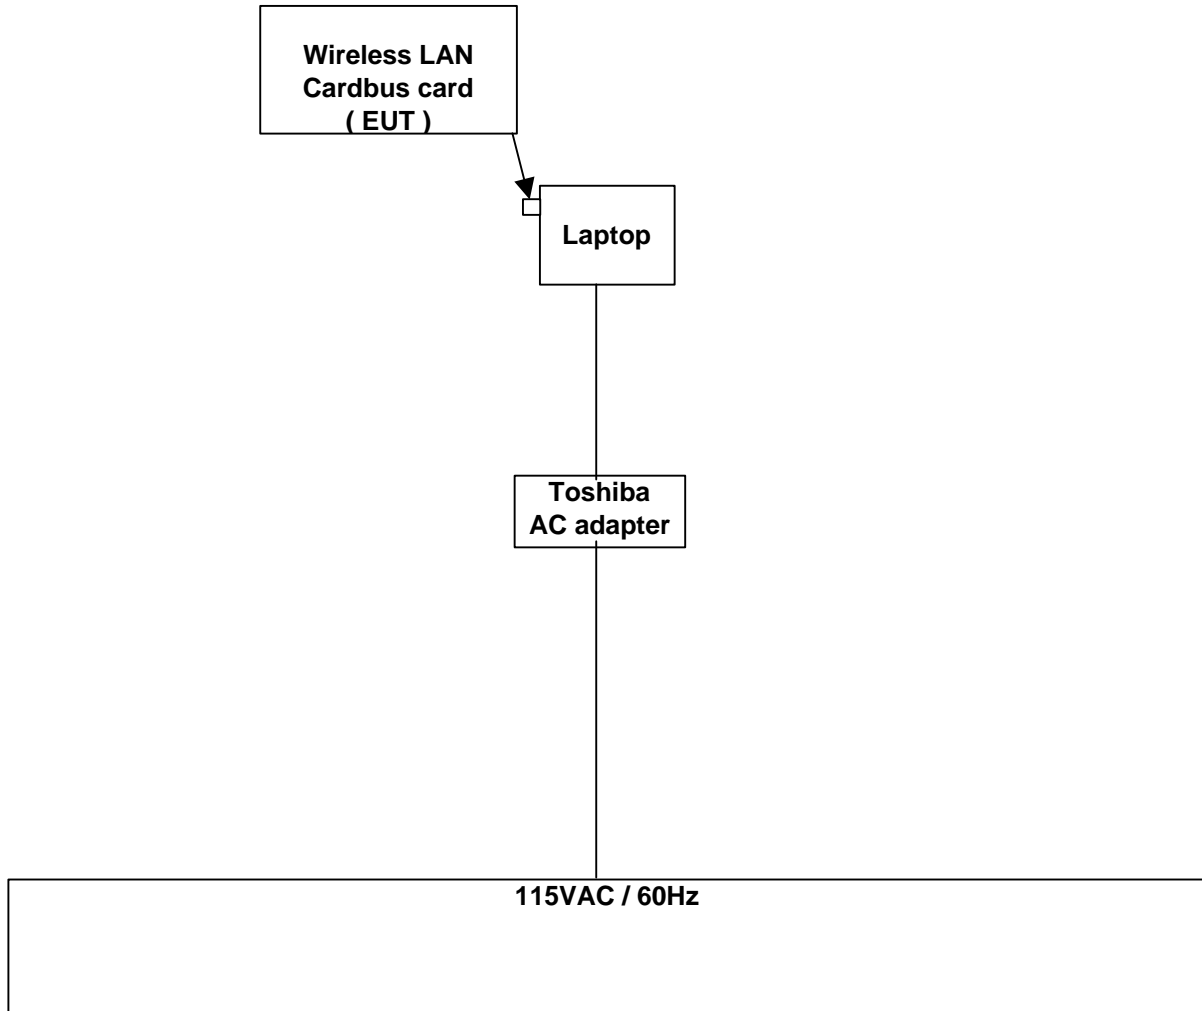 Wireless LAN
Cardbus card
( EUT )
Laptop
Toshiba
AC adapter
115VAC / 60Hz